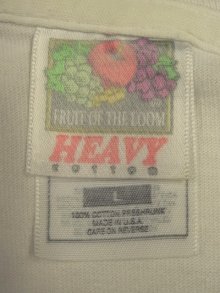 FRUIT OF THE LOOM
HEAVY
COTTON
L
100% COTTON PRESHRUNK
MADE IN U.S.A.
CARE ON REVERSE